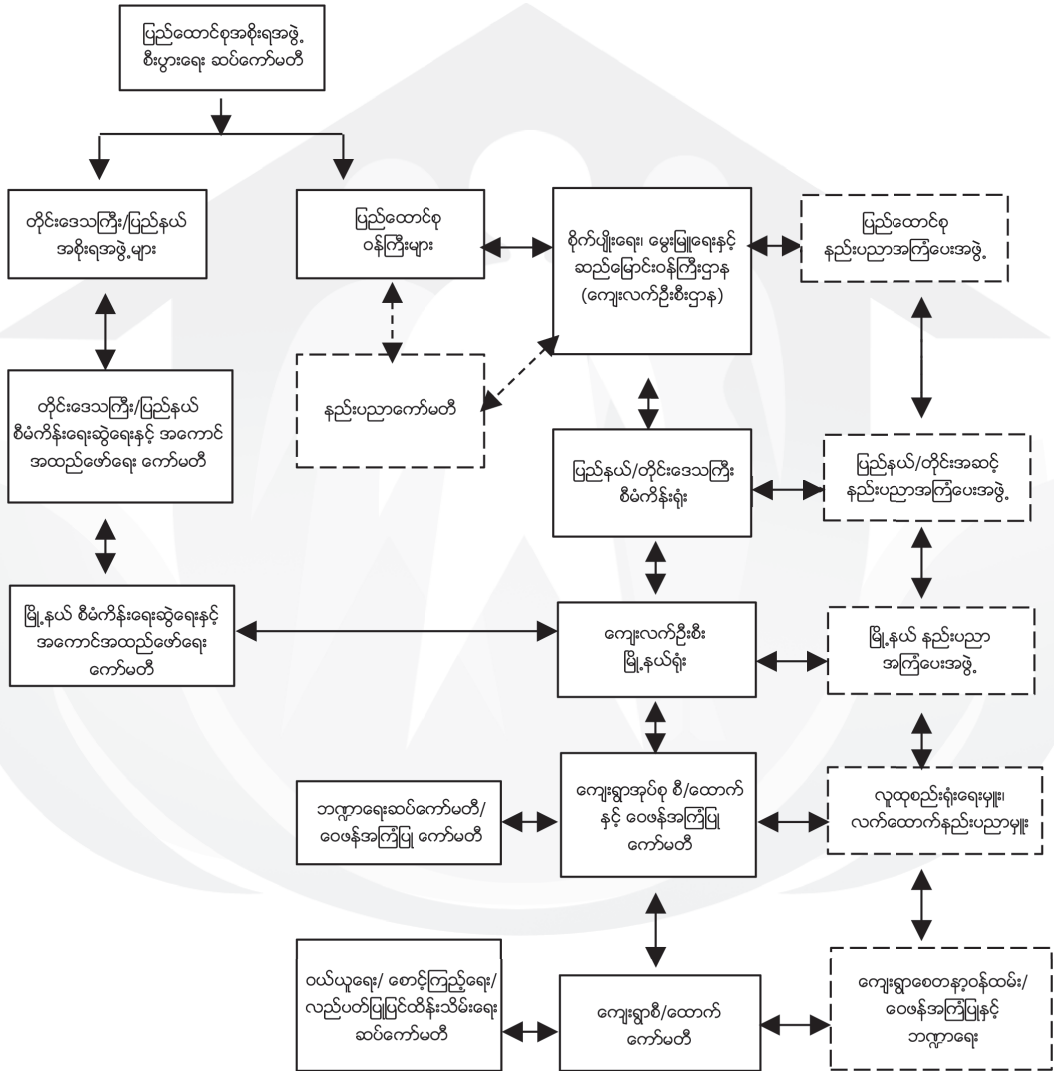 ပြည်ထောင်စုအစိုးရအဖွဲ့
စီးပွားရေး ဆပ်ကော်မတီ
တိုင်းဒေသကြီး/ပြည်နယ်
အစိုးရအဖွဲ့များ
ပြည်ထောင်စု
ဝန်ကြီးများ
စိုက်ပျိုးရေး၊ မွေးမြူရေးနှင့်
ဆည်မြောင်းဝန်ကြီးဌာန
(ကျေးလက်ဦးစီးဌာန)
ပြည်ထောင်စု
နည်းပညာအကြံပေးအဖွဲ့
တိုင်းဒေသကြီး/ပြည်နယ်
စီမံကိန်းရေးဆွဲရေးနှင့် အကောင်
အထည်ဖော်ရေး ကော်မတီ
နည်းပညာကော်မတီ
ပြည်နယ်/တိုင်းဒေသကြီး
စီမံကိန်းရုံး
ပြည်နယ်/တိုင်းအဆင့်
နည်းပညာအကြံပေးအဖွဲ့
မြို့နယ် စီမံကိန်းရေးဆွဲရေးနှင့်
အကောင်အထည်ဖော်ရေး
ကော်မတီ
ကျေးလက်ဦးစီး
မြို့နယ်ရုံး
မြို့နယ် နည်းပညာ
အကြံပေးအဖွဲ့
ဘဏ္ဍာရေးဆပ်ကော်မတီ/
ဝေဖန်အကြံပြု ကော်မတီ
ကျေးရွာအုပ်စု စီ/ထောက်
နှင့် ဝေဖန်အကြံပြု
ကော်မတီ
လူထုစည်းရုံးရေးမှူး၊
လက်ထောက်နည်းပညာမှူး
ဝယ်ယူရေး/ စောင့်ကြည့်ရေး/
လည်ပတ်ပြုပြင်ထိန်းသိမ်းရေး
ဆပ်ကော်မတီ
ကျေးရွာစီ/ထောက်
ကော်မတီ
ကျေးရွာစေတနာ့ဝန်ထမ်း/
ဝေဖန်အကြံပြုနှင့်
ဘဏ္ဍာရေး